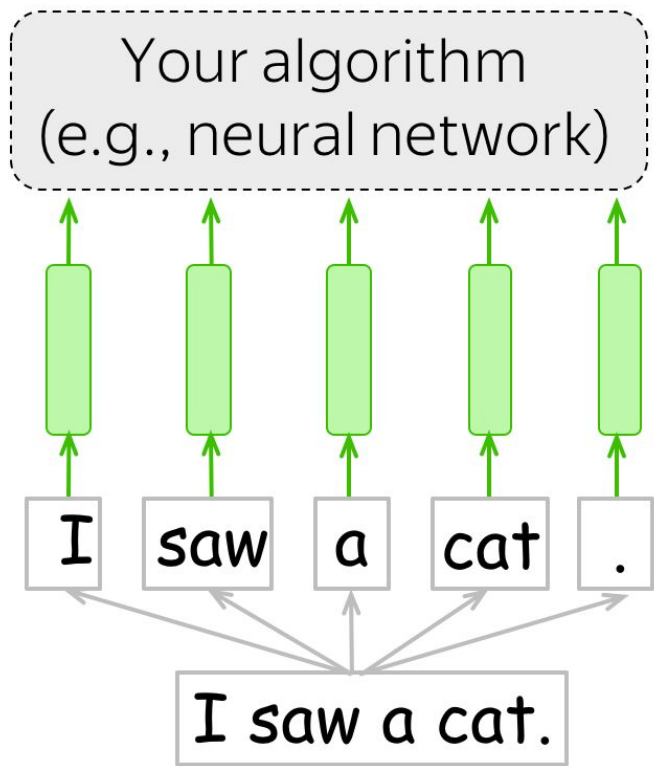 Your algorithm
(e.g., neural network)
I saw a cat .
I saw a cat.